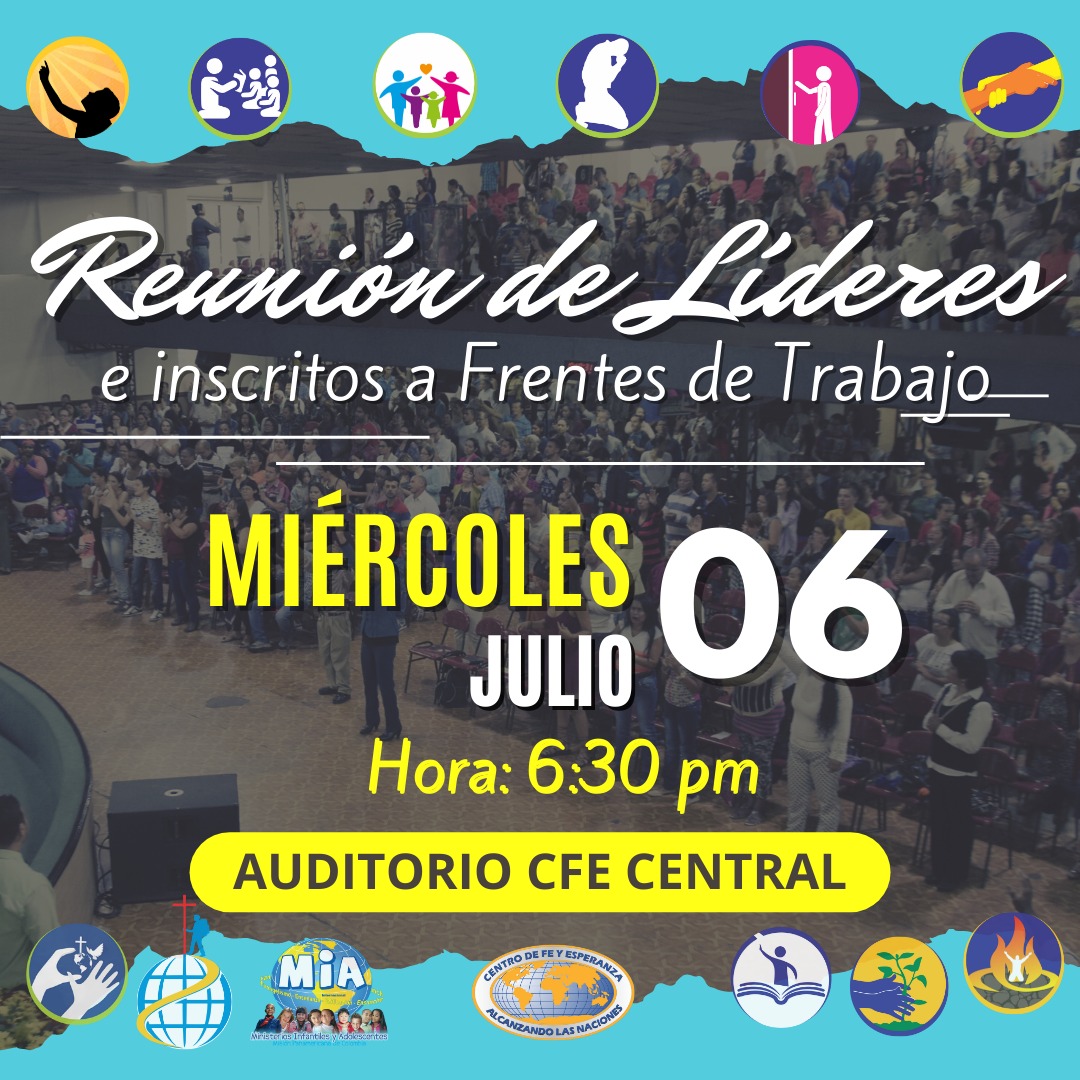 Reunión de Líderes
e inscritos a Frentes de Trabajo
MIÉRCOLES
JULIO
06
Hora: 6:30 pm
AUDITORIO CFE CENTRAL
MiA
Ministerios Infantiles y Adolescentes
CENTRO DE FE Y ESPERANZA
ALCANZANDO LAS NACIONES